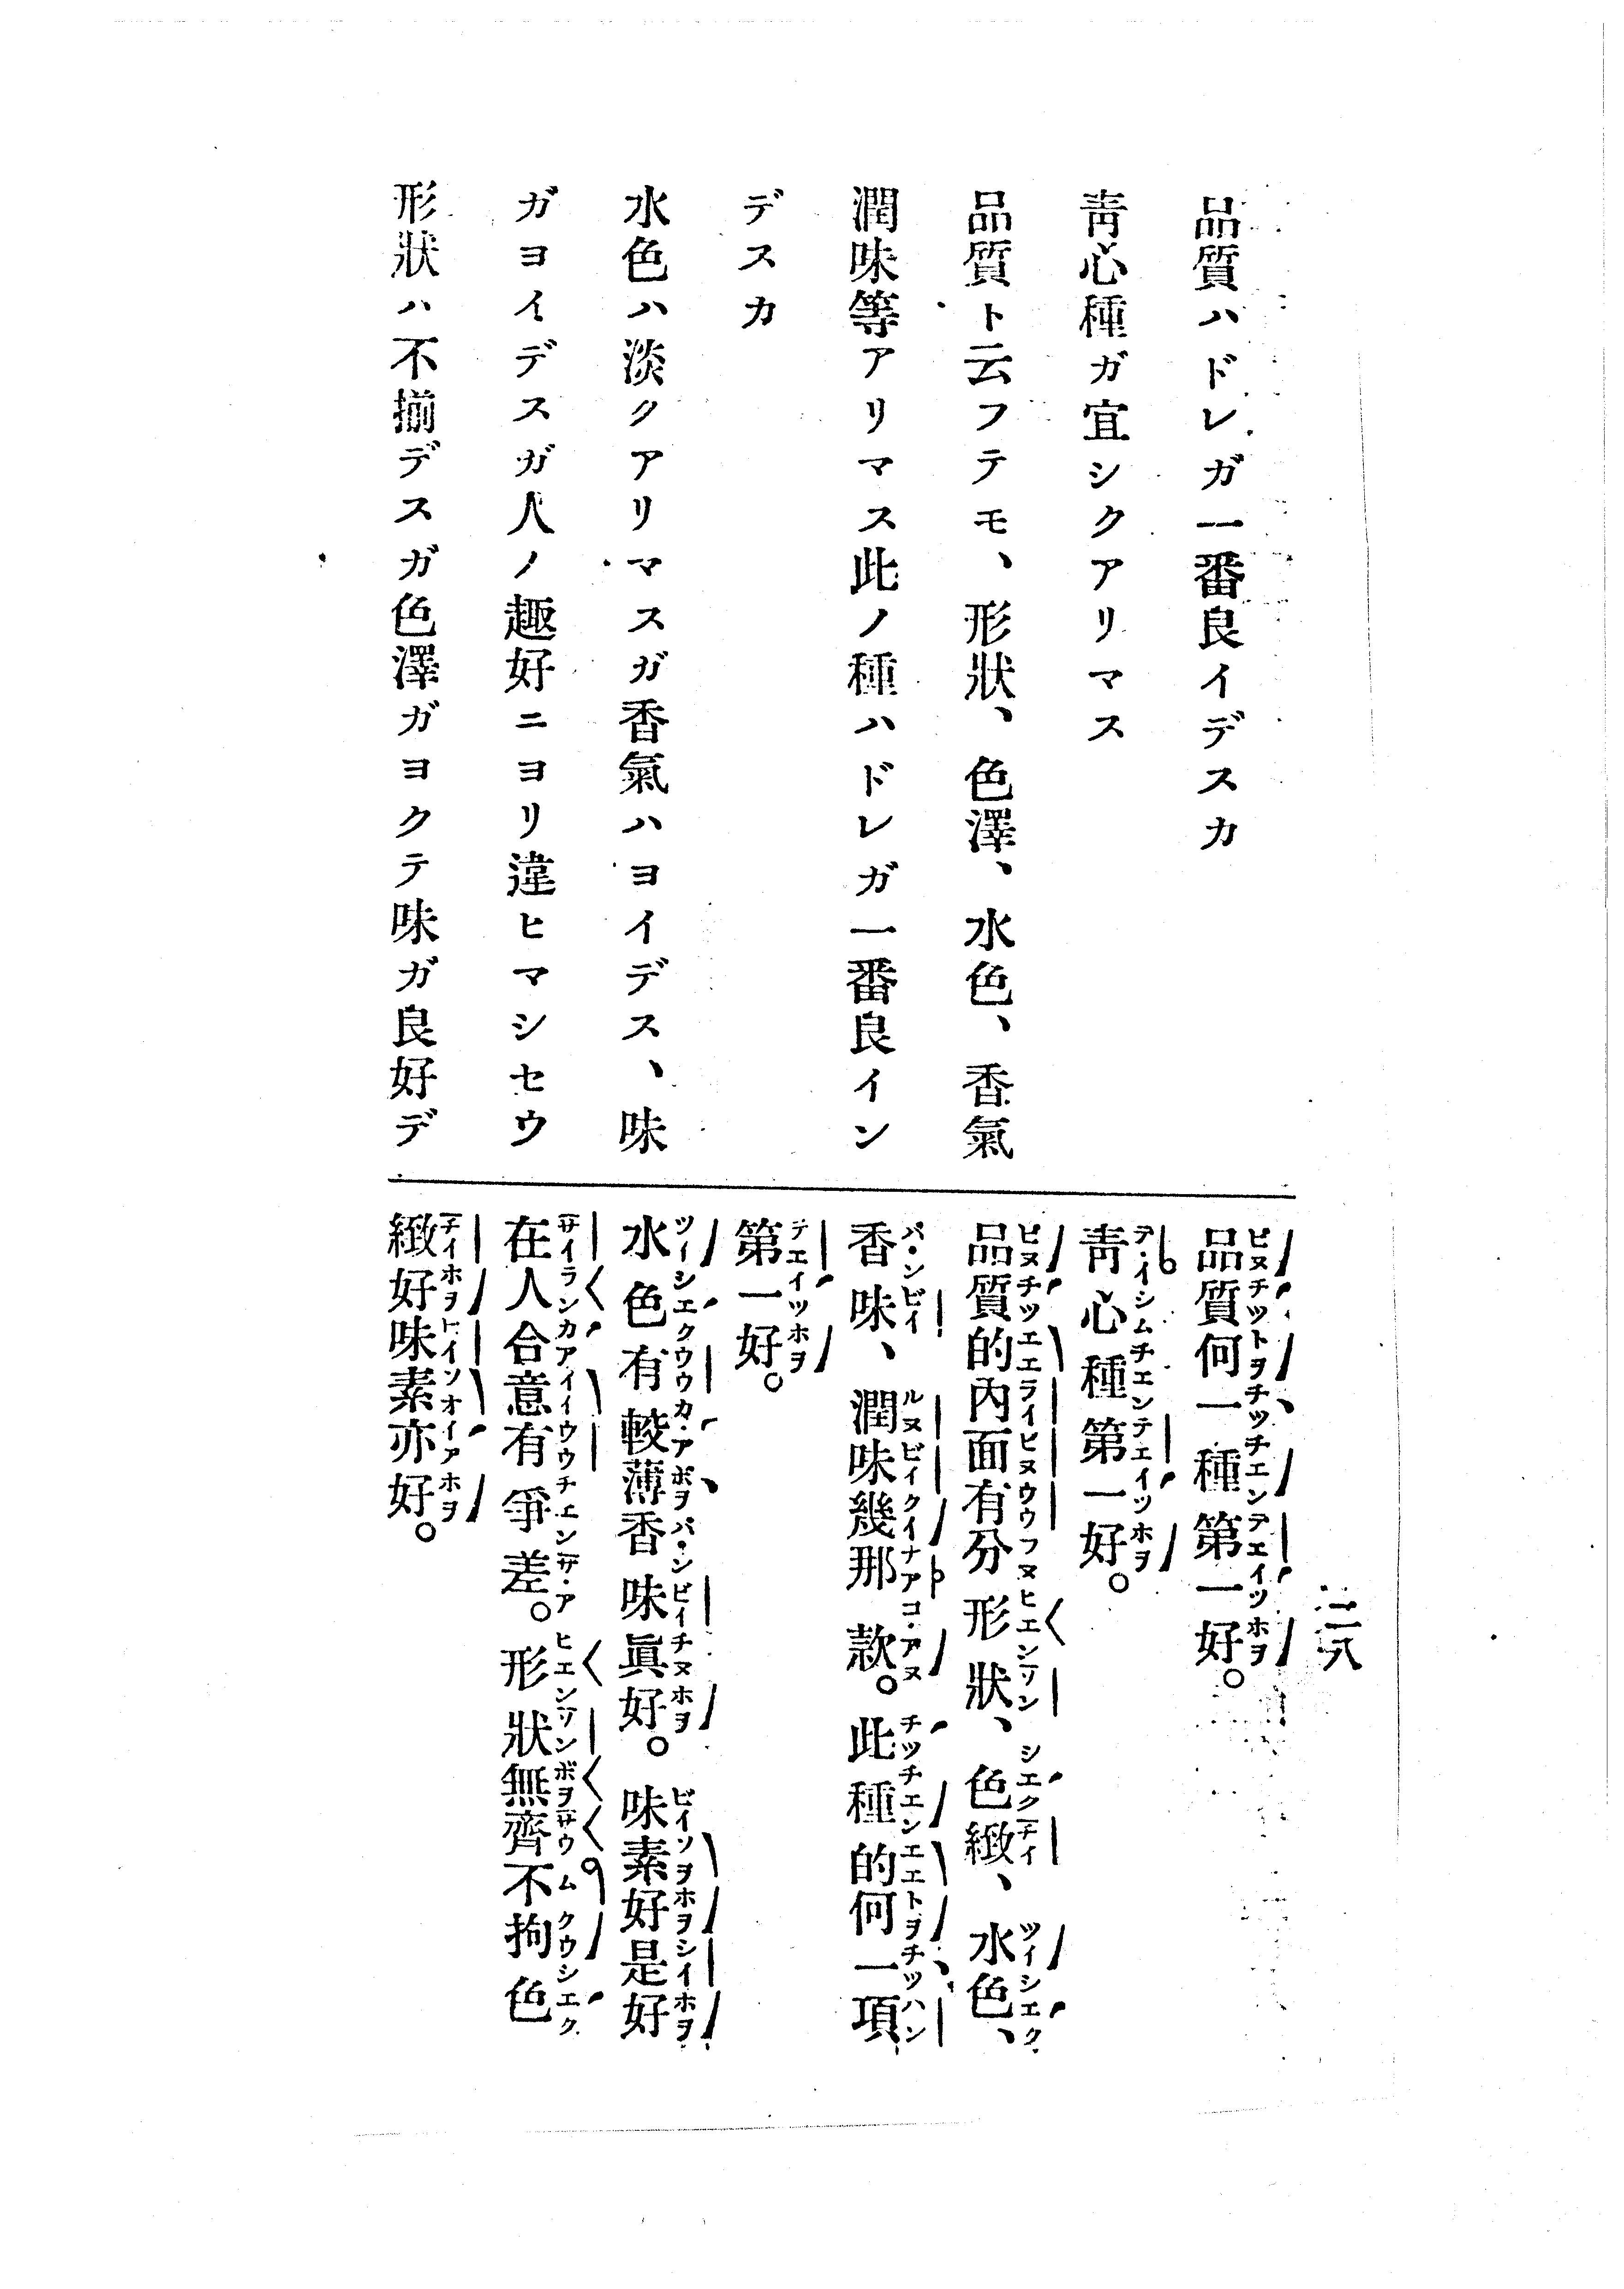 二八
品質ハドレガ一番良イデスカ
靑心種ガ宜シクアリマス
品質ト云フテモ、形狀、色澤、水色、香氣
潤味等アリマス此ノ種ハドレガ一番良イン
デスカ
水色ハ淡クアリマスガ香氣ハヨイデス、味
ガヨイデスガ人ノ趣好ニヨリ違ヒマシセウ
形狀ハ不揃デスガ色澤ガヨクテ味ガ良好デ
品質何一種第一好。
靑心種第一好。
品質的內面有分形狀、色緻、水色、
香味、潤味幾那款。此種的何一項
第一好。
水色有較薄香味眞好。味素好是好
在人合意有爭差。形狀無齊不拘色
緻好味素亦好。